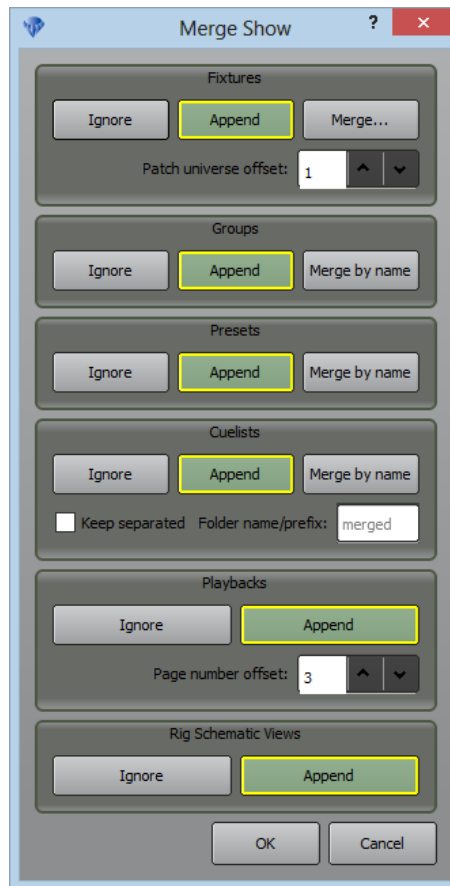 Merge Show ?
Fixtures
Ignore Append Merge...
Patch universe offset: 1
Groups
Ignore Append Merge by name
Presets
Ignore Append Merge by name
Cuelists
Ignore Append Merge by name
Keep separated Folder name/prefix: merged
Playbacks
Ignore Append
Page number offset: 3
Rig Schematic Views
Ignore Append
OK Cancel